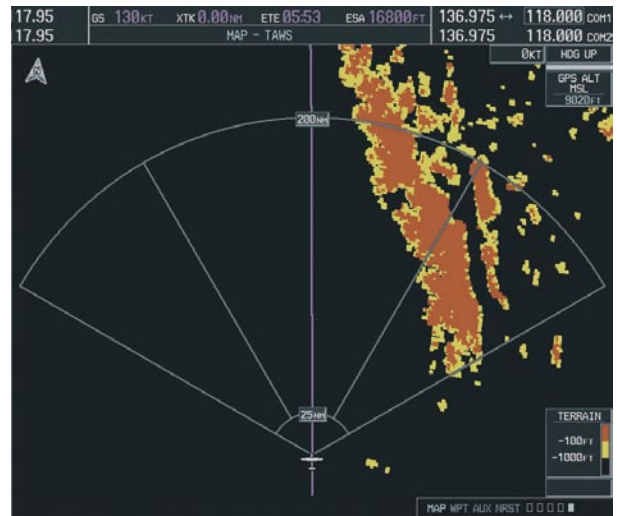 17.95 GS 130KT XTK 0.00NM ETE 05:53 ESA 16800FT 136.975 ↔ 118.000 COM1
17.95 MAP - TAWS 136.975 118.000 COM2
0KT HDG UP
N
GPS ALT
MSL
9020FT
200NM
25NM
TERRAIN
-100FT
-1000FT
MAP WPT AUX NRST